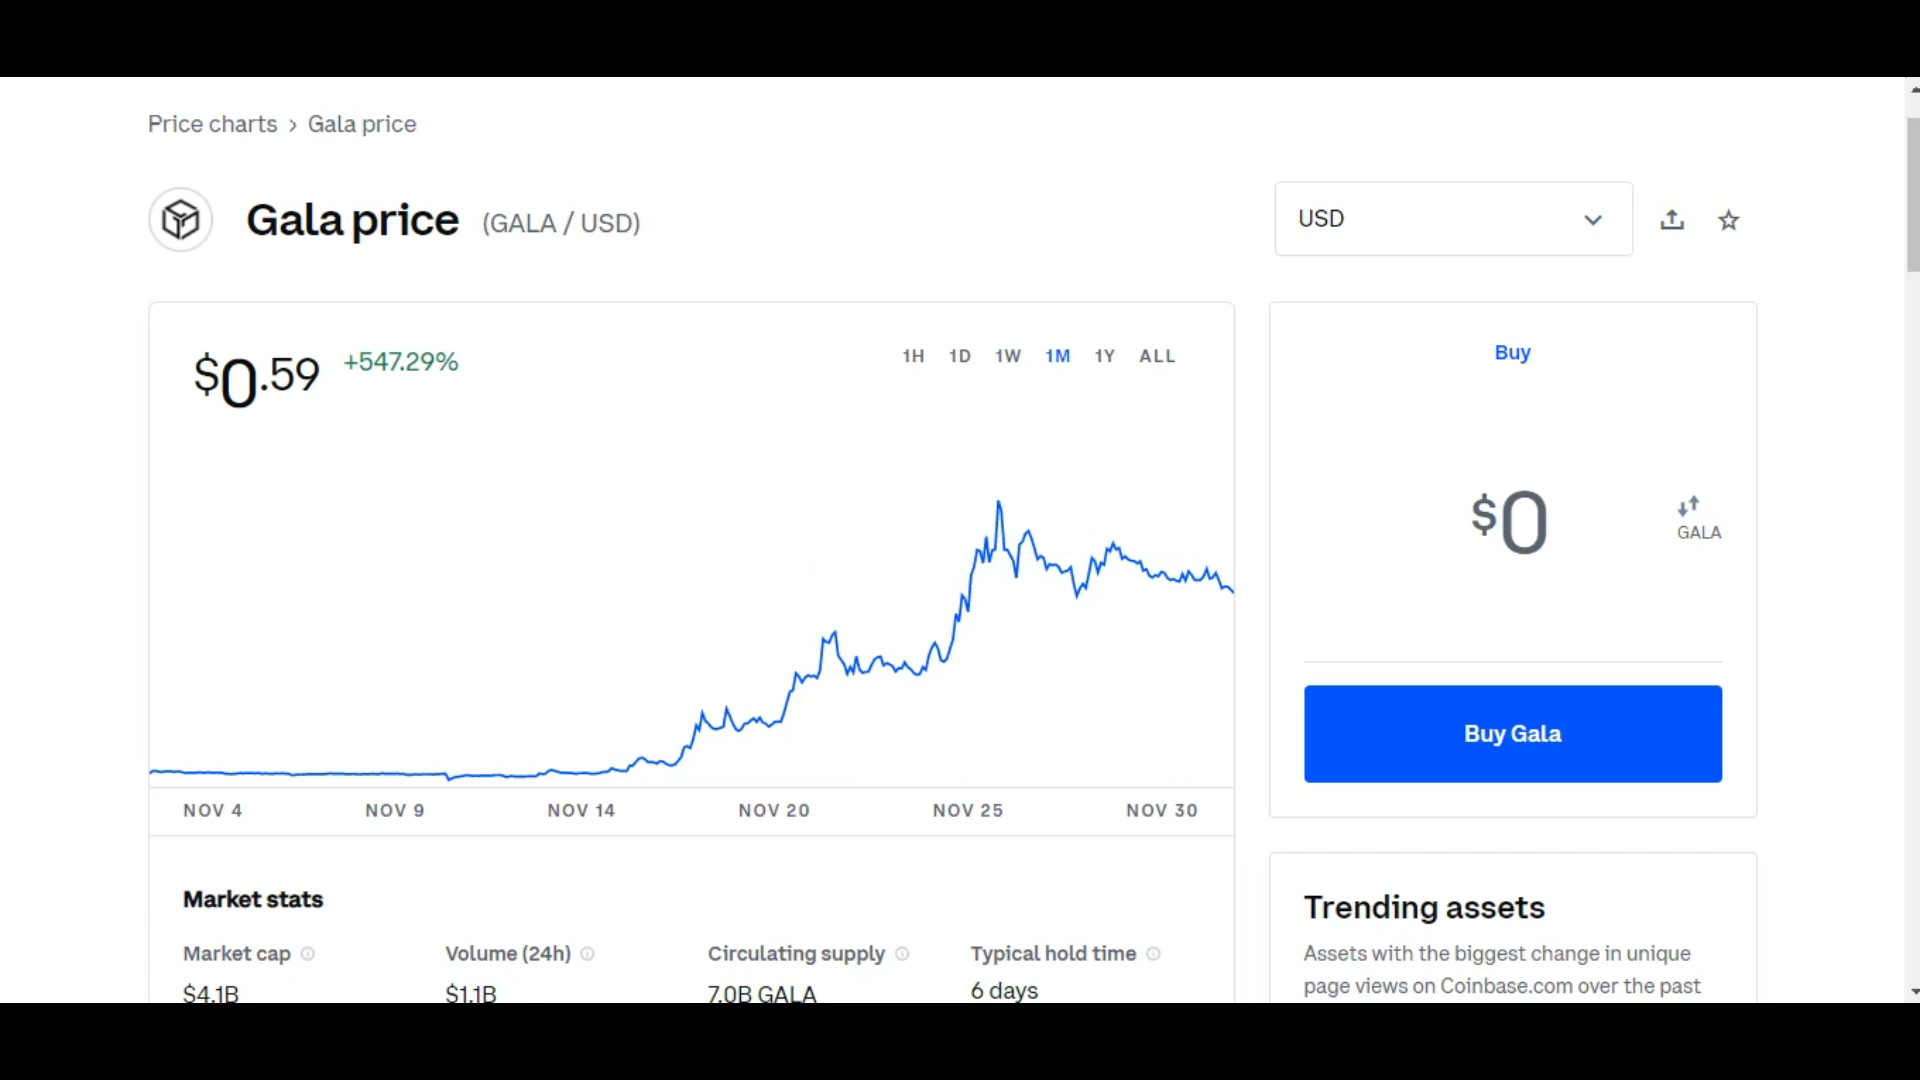 Price charts › Gala price
Gala price (GALA / USD)
USD
$0.59 +547.29%
1H 1D 1W 1M 1Y ALL
NOV 4 NOV 9 NOV 14 NOV 20 NOV 25 NOV 30
Market stats
Market cap Volume (24h) Circulating supply Typical hold time
$4.1B $1.1B 7.0B GALA 6 days
Buy
$0
GALA
Buy Gala
Trending assets
Assets with the biggest change in unique
page views on Coinbase.com over the past